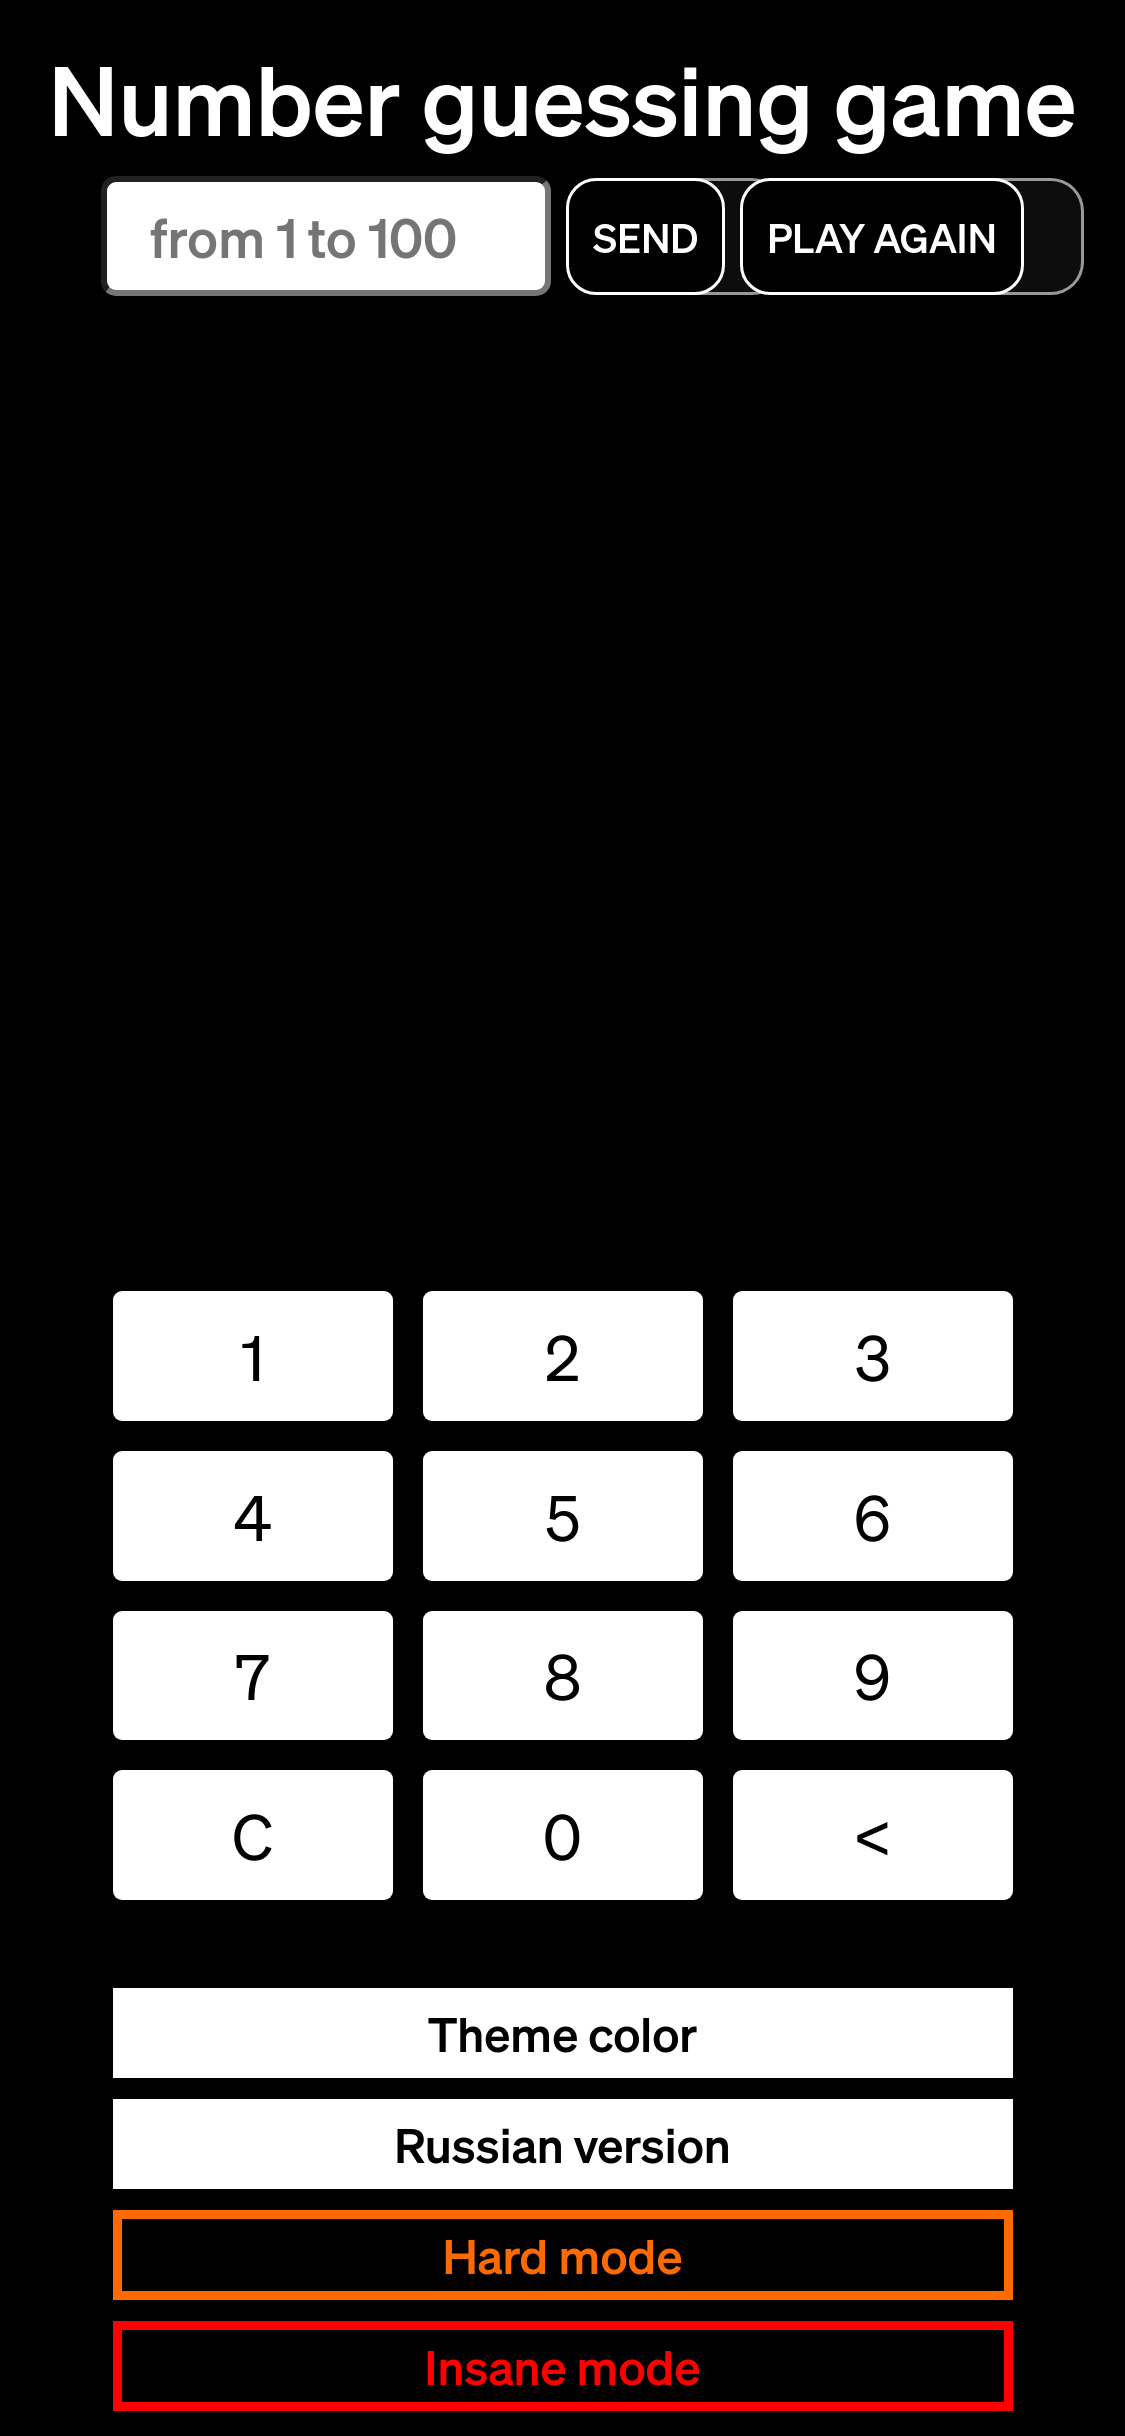 Number guessing game
from 1 to 100 SEND PLAY AGAIN
1 2 3
4 5 6
7 8 9
C 0 <
Theme color
Russian version
Hard mode
Insane mode